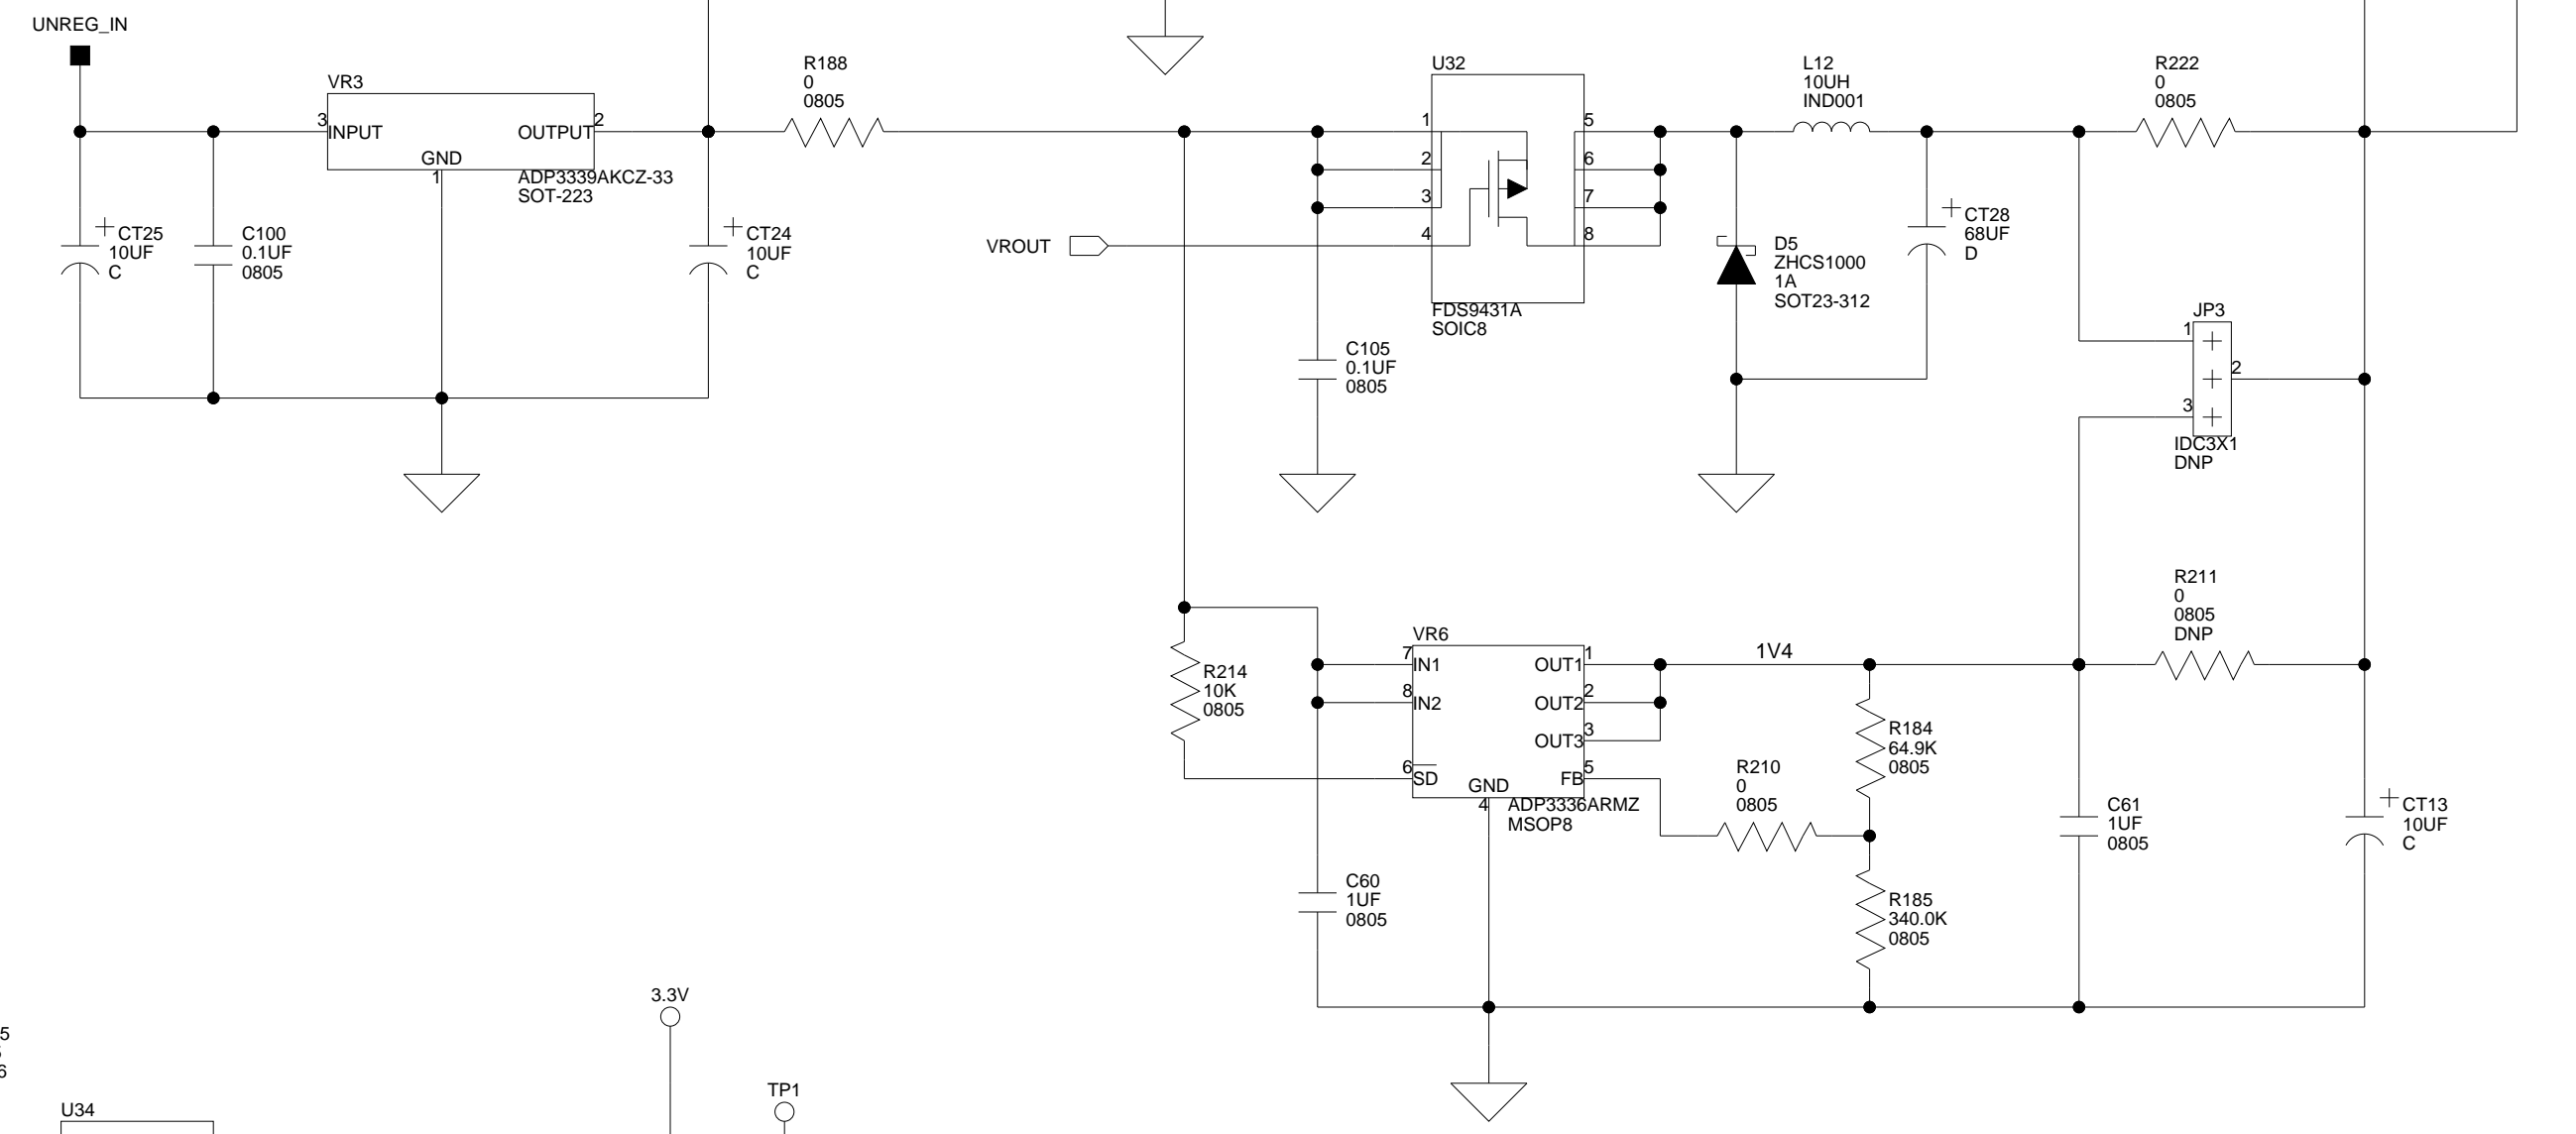 UNREG_IN
VR3
3
INPUT
OUTPUT
2
GND
1
ADP3339AKCZ-33
SOT-223
CT25
10UF
C
C100
0.1UF
0805
CT24
10UF
C
R188
0
0805
VROUT
U32
1
2
3
4
5
6
7
8
FDS9431A
SOIC8
C105
0.1UF
0805
D5
ZHCS1000
1A
SOT23-312
L12
10UH
IND001
CT28
68UF
D
R222
0
0805
JP3
1
2
3
IDC3X1
DNP
R214
10K
0805
VR6
7
IN1
8
IN2
6
SD
GND
4
OUT1
1
OUT2
2
OUT3
3
FB
5
ADP3336ARMZ
MSOP8
1V4
R210
0
0805
R184
64.9K
0805
R185
340.0K
0805
R211
0
0805
DNP
C60
1UF
0805
C61
1UF
0805
CT13
10UF
C
3.3V
TP1
5
6
U34